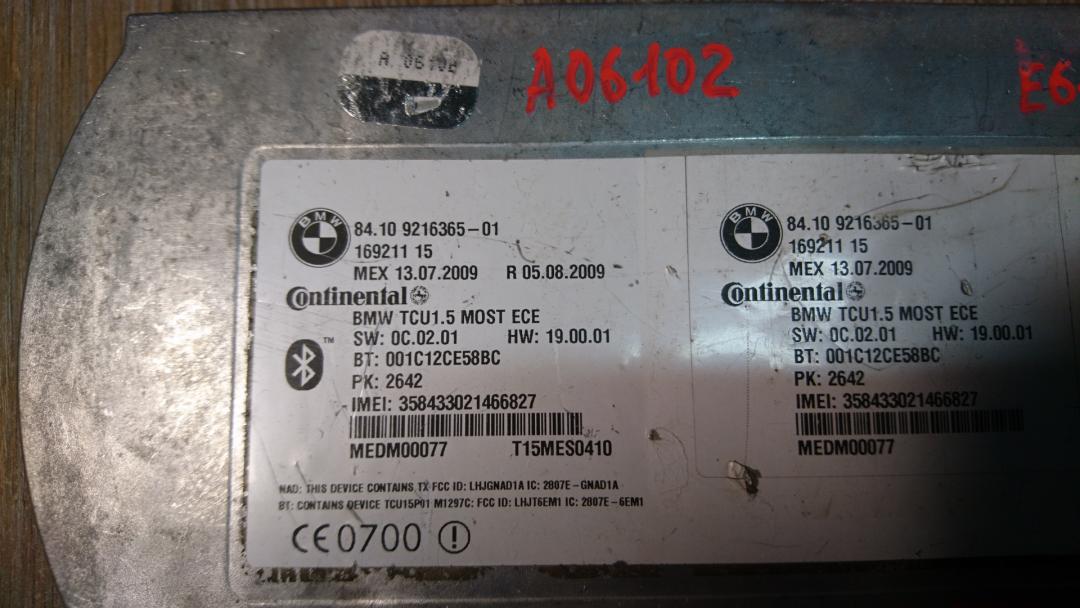 A 06102
A06102
E6
BMW
84.10 9216365-01
169211 15
MEX 13.07.2009 R 05.08.2009
Continental
BMW TCU1.5 MOST ECE
SW: 0C.02.01 HW: 19.00.01
TM
BT: 001C12CE58BC
PK: 2642
IMEI: 358433021466827
MEDM00077 T15MES0410
NAD: THIS DEVICE CONTAINS TX FCC ID: LHJGNAD1A IC: 2807E-GNAD1A
BT: CONTAINS DEVICE TCU15P01 M1297C: FCC ID: LHJT6EM1 IC: 2807E-6EM1
CE0700
BMW
84.10 9216365-01
169211 15
MEX 13.07.2009
Continental
BMW TCU1.5 MOST ECE
SW: 0C.02.01 HW: 19.00.01
BT: 001C12CE58BC
PK: 2642
IMEI: 358433021466827
MEDM00077